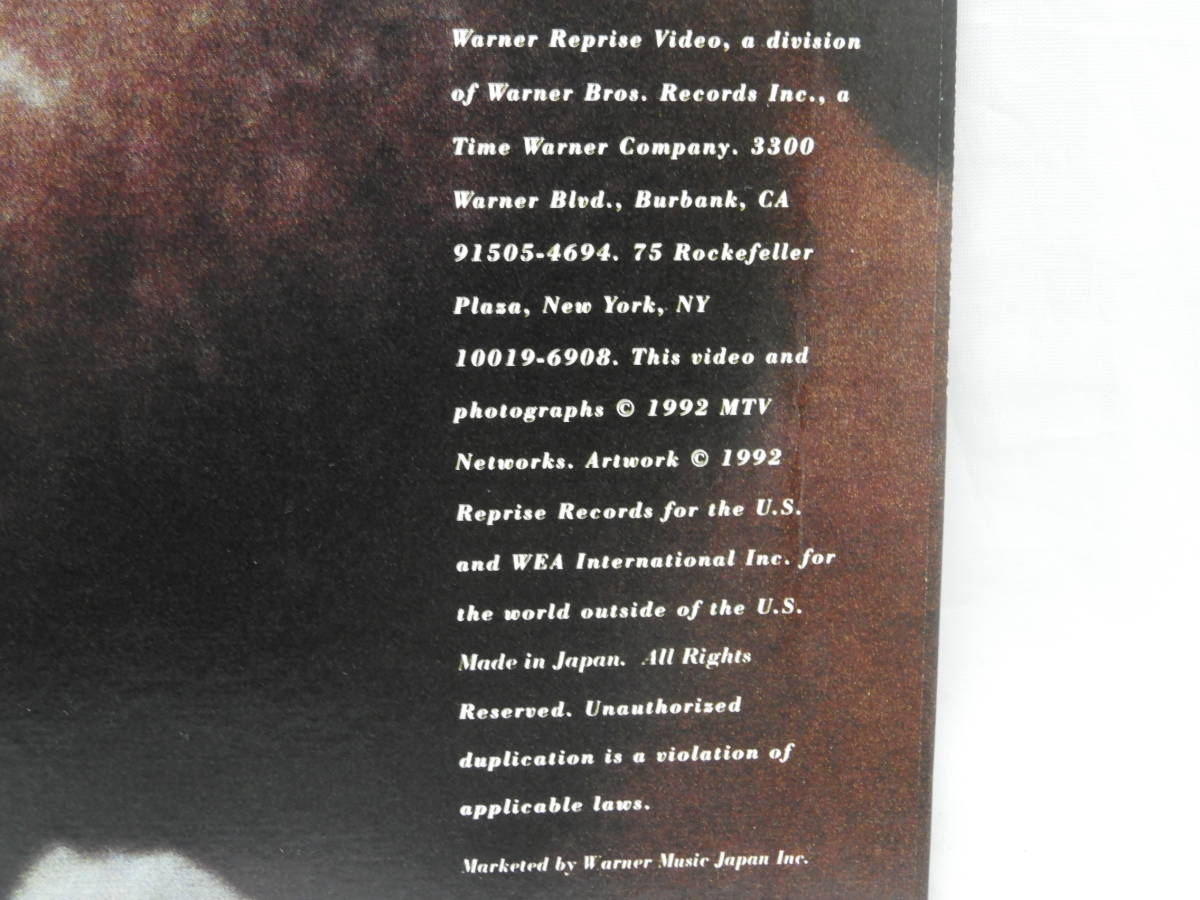 Warner Reprise Video, a division
of Warner Bros. Records Inc., a
Time Warner Company. 3300
Warner Blvd., Burbank, CA
91505-4694. 75 Rockefeller
Plaza, New York, NY
10019-6908. This video and
photographs © 1992 MTV
Networks. Artwork © 1992
Reprise Records for the U.S.
and WEA International Inc. for
the world outside of the U.S.
Made in Japan. All Rights
Reserved. Unauthorized
duplication is a violation of
applicable laws.
Marketed by Warner Music Japan Inc.